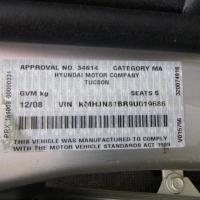 APPROVAL NO. 34614 CATEGORY MA
HYUNDAI MOTOR COMPANY
TUCSON
GVM kg SEATS 5
12/08 VIN KMHJN81BR9U019686
THIS VEHICLE WAS MANUFACTURED TO COMPLY
WITH THE MOTOR VEHICLE STANDARDS ACT 1989